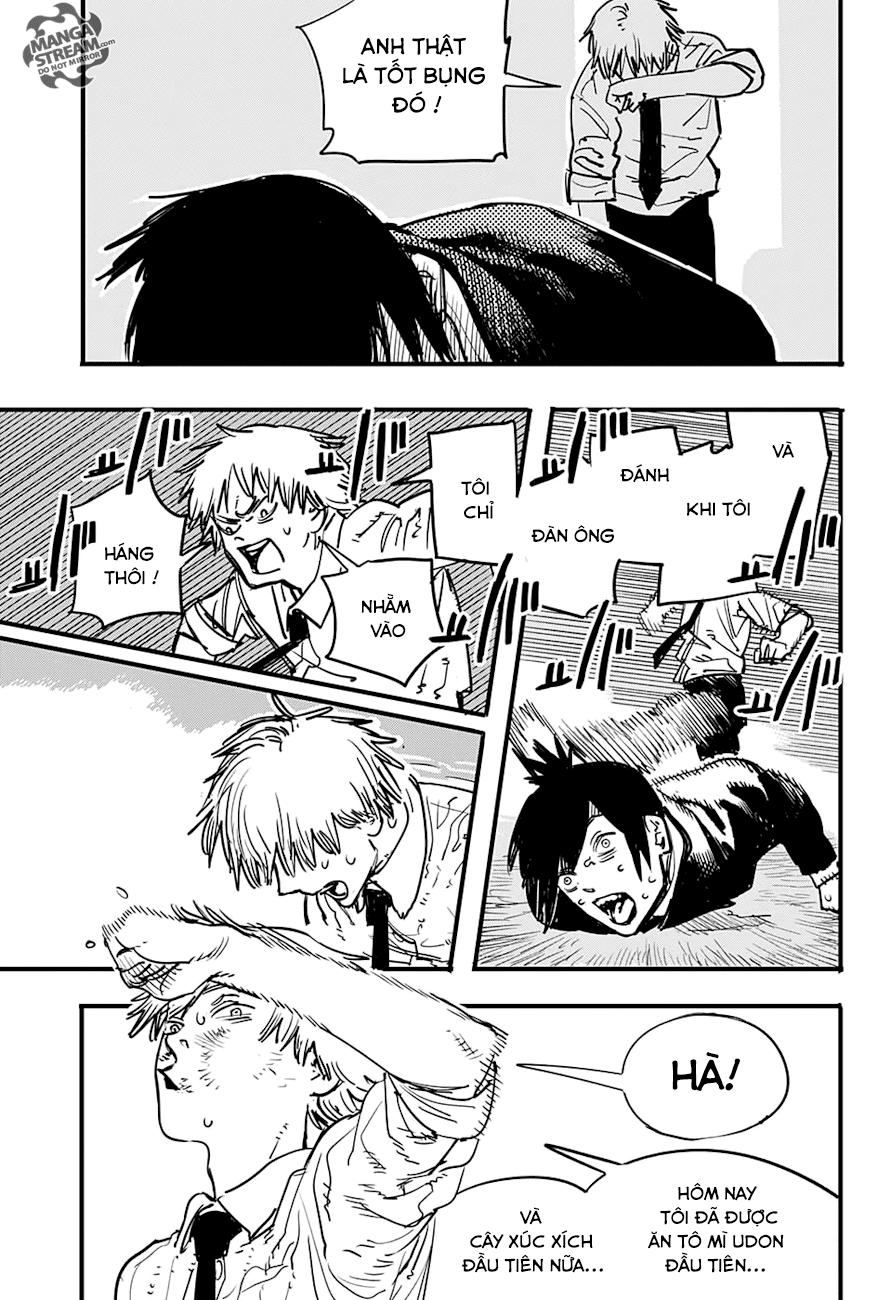 MANGA
STREAM.com
DO NOT MIRROR!
ANH THẬT
LÀ TỐT BỤNG
ĐÓ !
VÀ
KHI TÔI
ĐÁNH
ĐÀN ÔNG
TÔI
CHỈ
NHẰM
VÀO
HÁNG
THÔI !
HÀ!
HÔM NAY
TÔI ĐÃ ĐƯỢC
ĂN TÔ MÌ UDON
ĐẦU TIÊN...
VÀ
CÂY XÚC XÍCH
ĐẦU TIÊN NỮA...